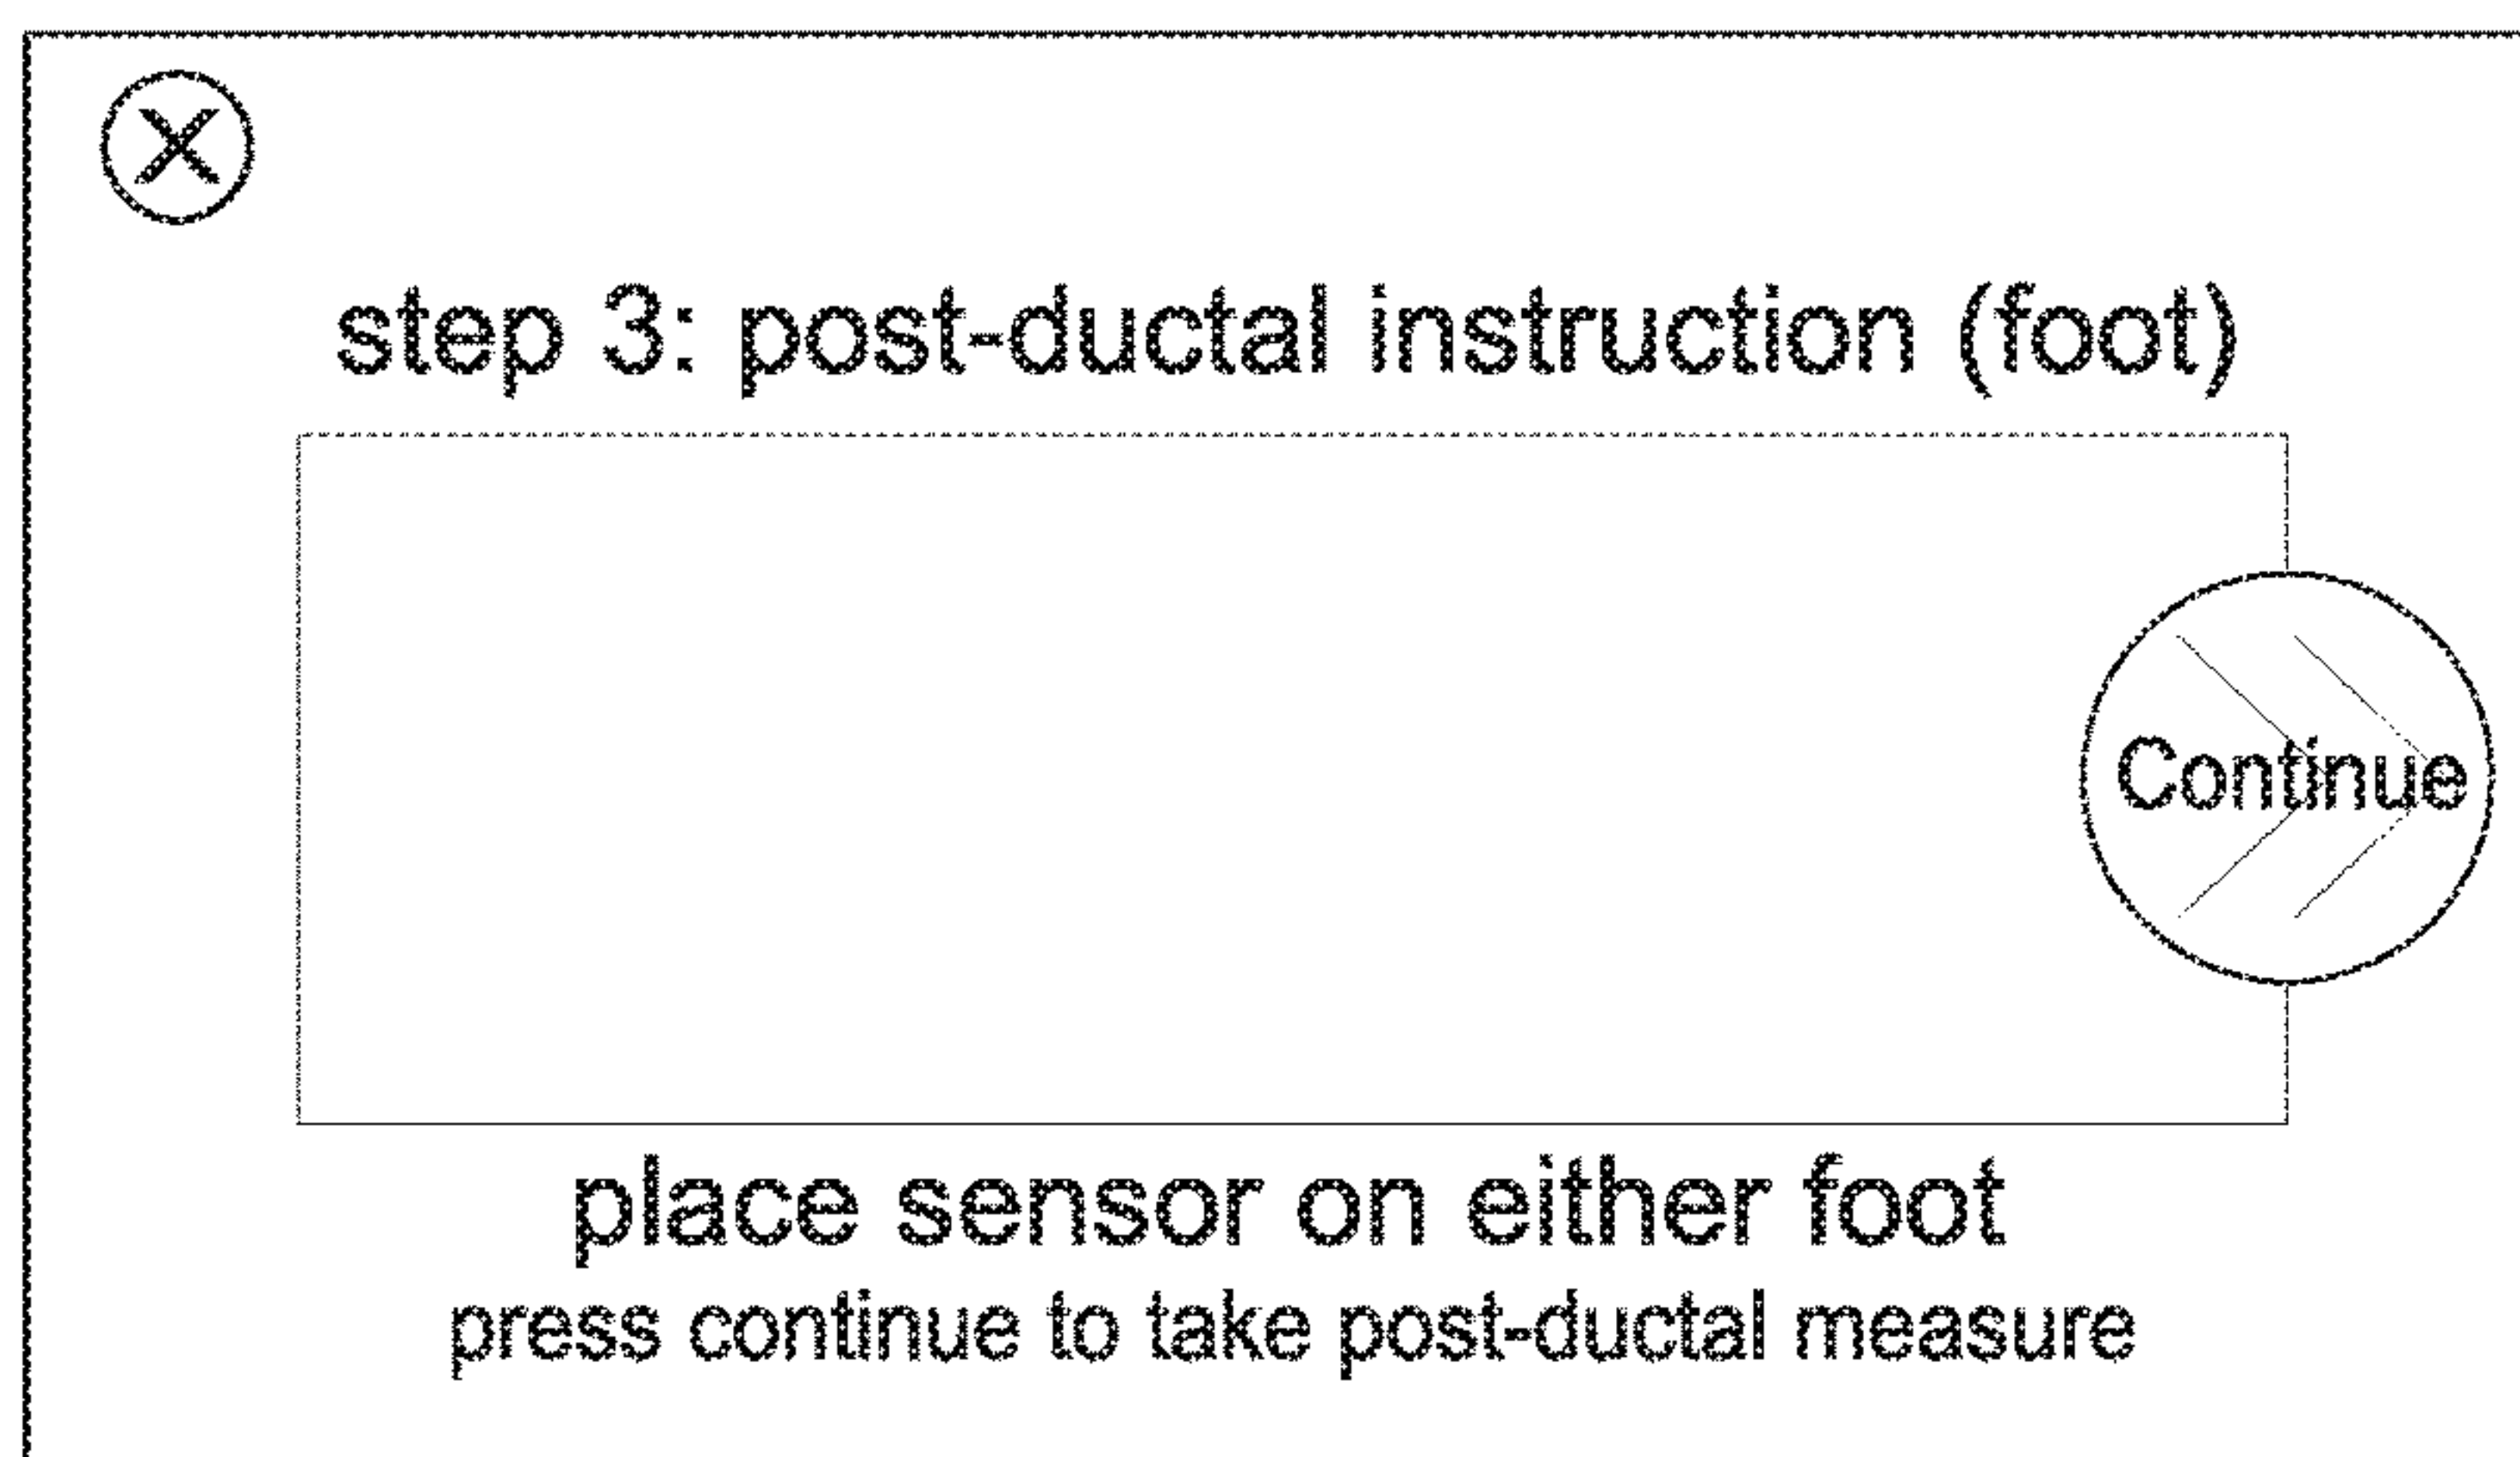 step 3: post-ductal instruction (foot)
Continue
place sensor on either foot
press continue to take post-ductal measure